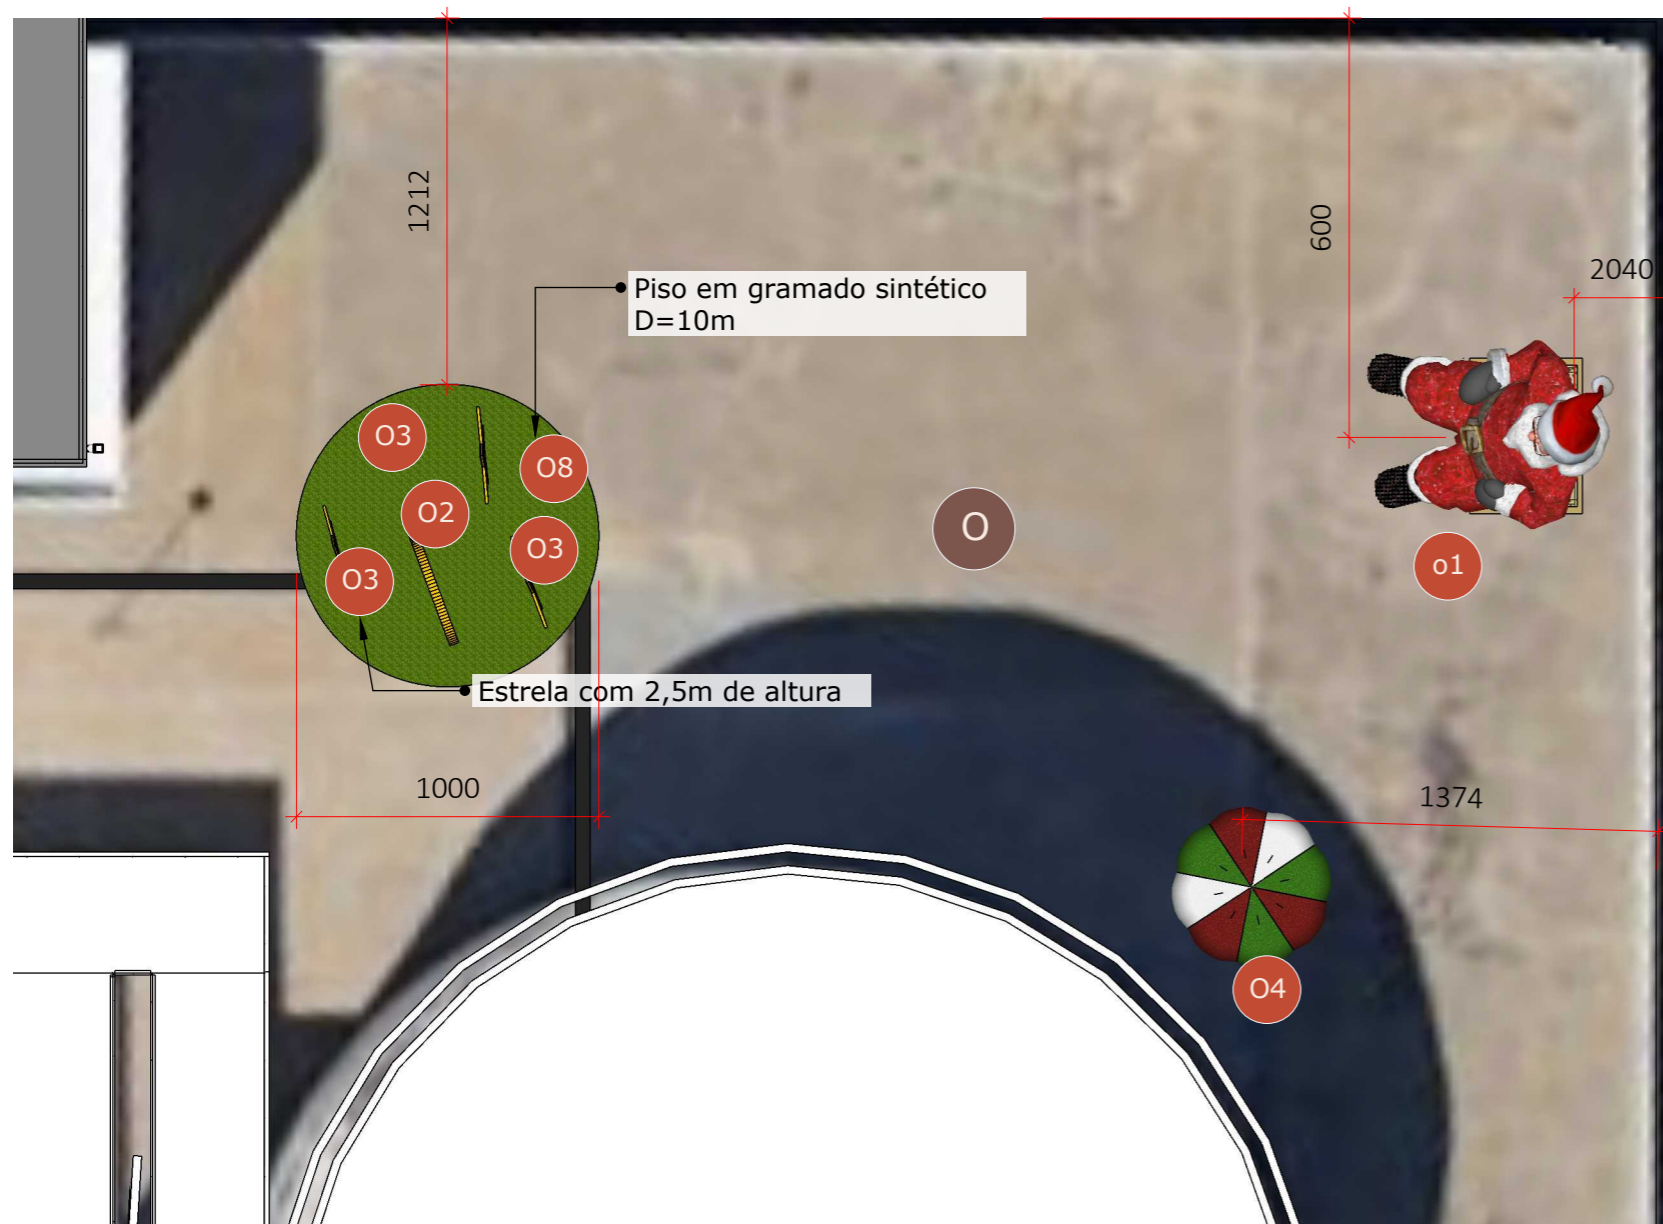 1212
600
2040
Piso em gramado sintético
D=10m
O3
O8
O2
O3
O
O3
o1
Estrela com 2,5m de altura
1000
1374
O4